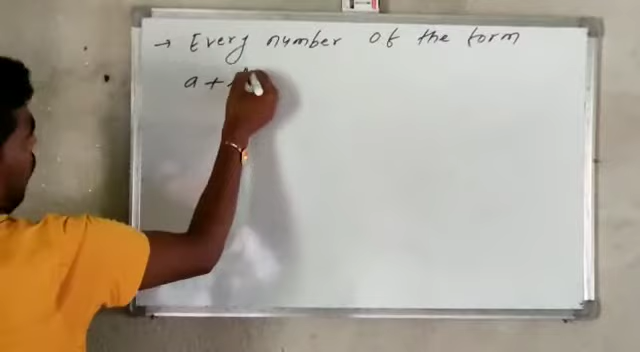 → Every number of the form
a +